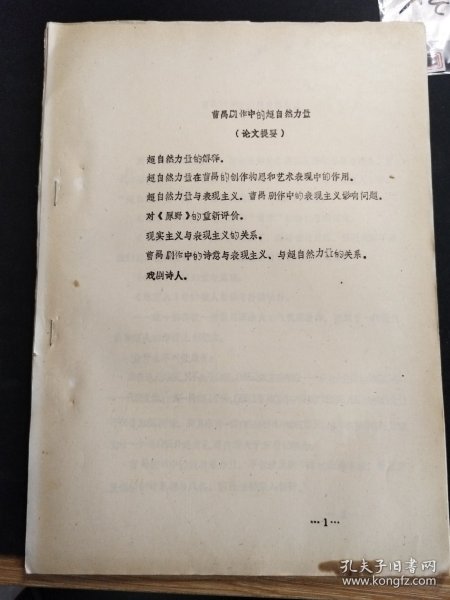 曹禺剧作中的超自然力量
（论文提要）
超自然力量的解释。
超自然力量在曹禺的创作构思和艺术表现中的作用。
超自然力量与表现主义。曹禺剧作中的表现主义影响问题。
对《原野》的重新评价。
现实主义与表现主义的关系。
曹禺剧作中的诗意与表现主义、与超自然力量的关系。
戏剧诗人。
…1…
孔夫子旧书网
www.kongfz.com